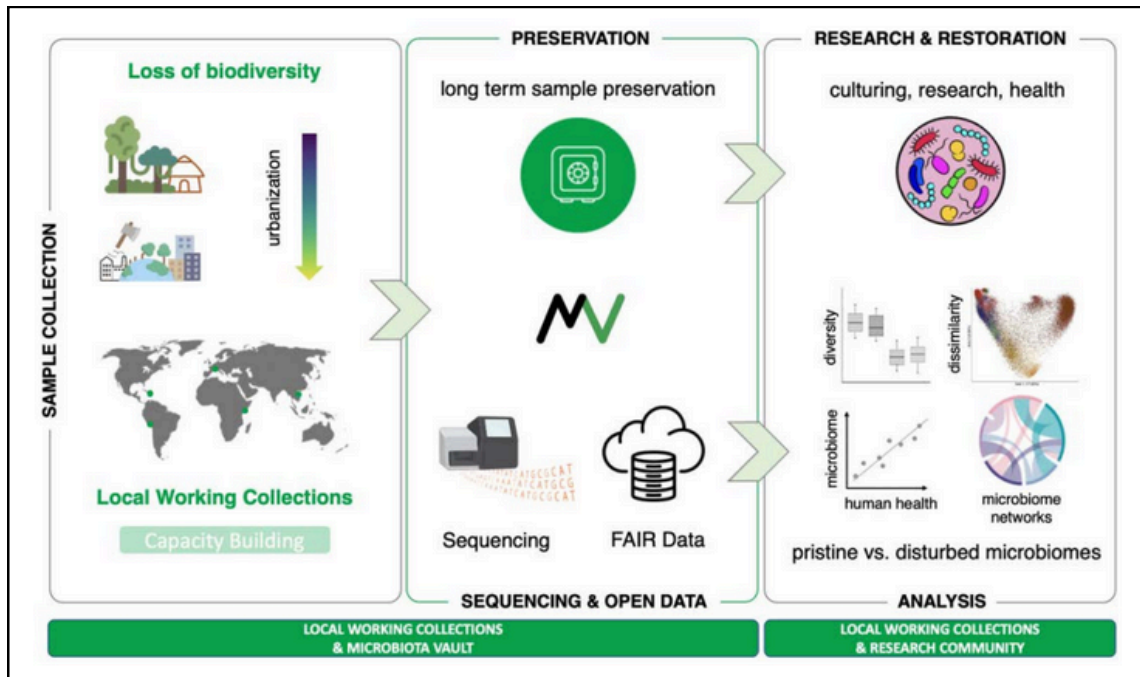 SAMPLE COLLECTION
Loss of biodiversity
urbanization
Local Working Collections
Capacity Building
PRESERVATION
long term sample preservation
MV
Sequencing
FAIR Data
SEQUENCING & OPEN DATA
RESEARCH & RESTORATION
culturing, research, health
diversity
dissimilarity
microbiome
human health
microbiome
networks
pristine vs. disturbed microbiomes
ANALYSIS
LOCAL WORKING COLLECTIONS
& MICROBIOTA VAULT
LOCAL WORKING COLLECTIONS
& RESEARCH COMMUNITY